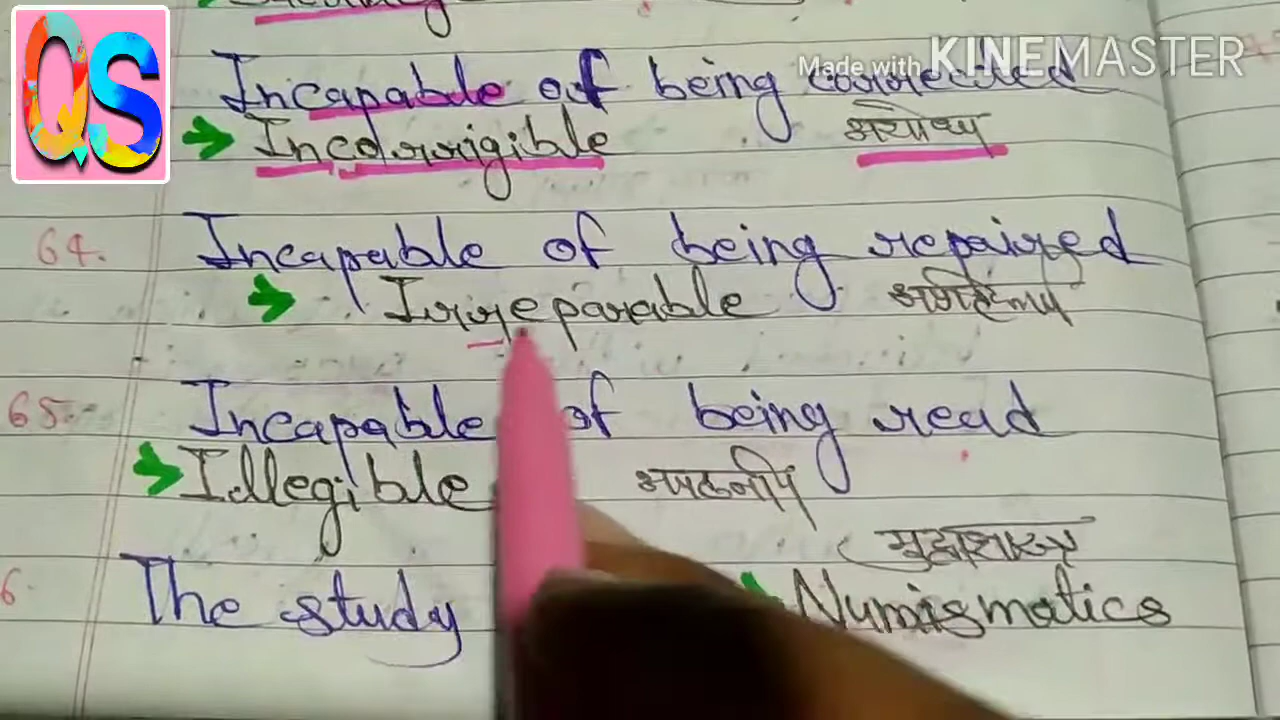 QS
Made with KINEMASTER
Incapable of being corrected
Incorrigible अयोग्य
64. Incapable of being repaired
Irreparable
65. Incapable of being read
Illegible अपठनीय
मुद्राशास्त्र
6. The study Numismatics